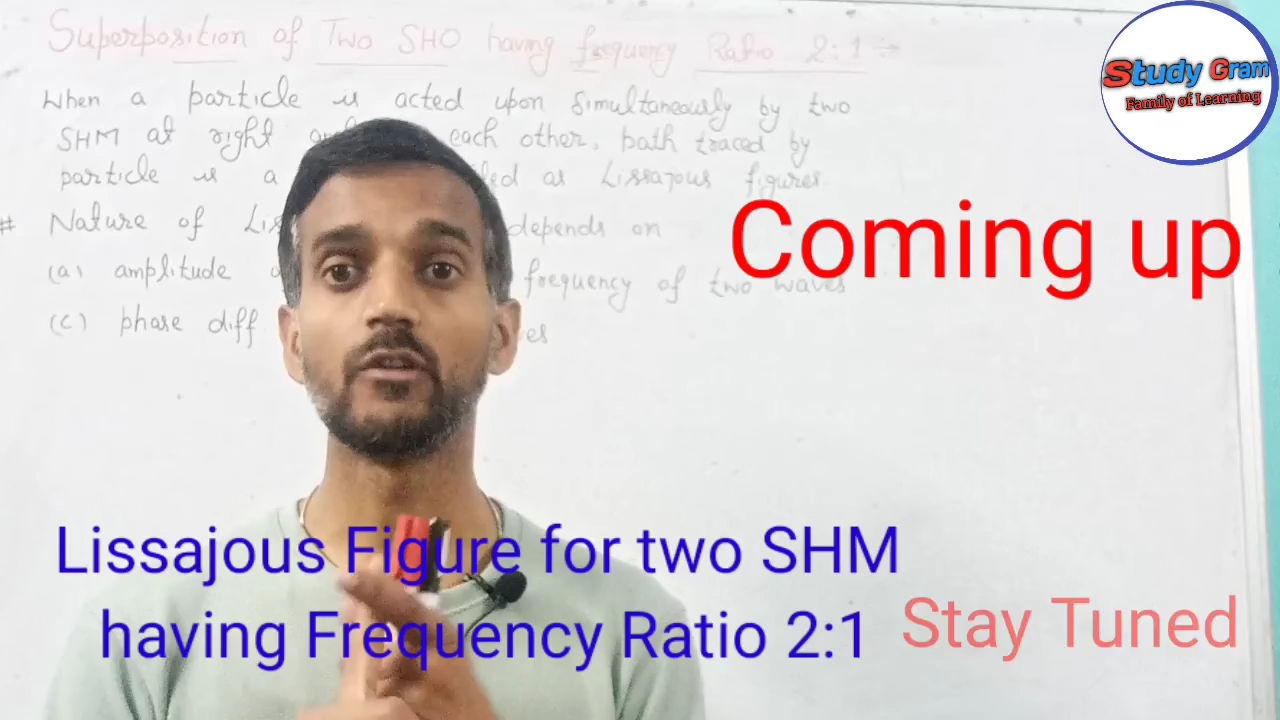 Superposition of Two SHO having frequency Ratio 2:1 ÷→
When a particle is acted upon simultaneously by two
SHM at right each other, path traced by
particle is a as Lissajous figures
# Nature of depends on
(a) amplitude frequency of two waves
(c) phase diff
Study Gram
Family of Learning
Coming up
Lissajous Figure for two SHM
having Frequency Ratio 2:1
Stay Tuned